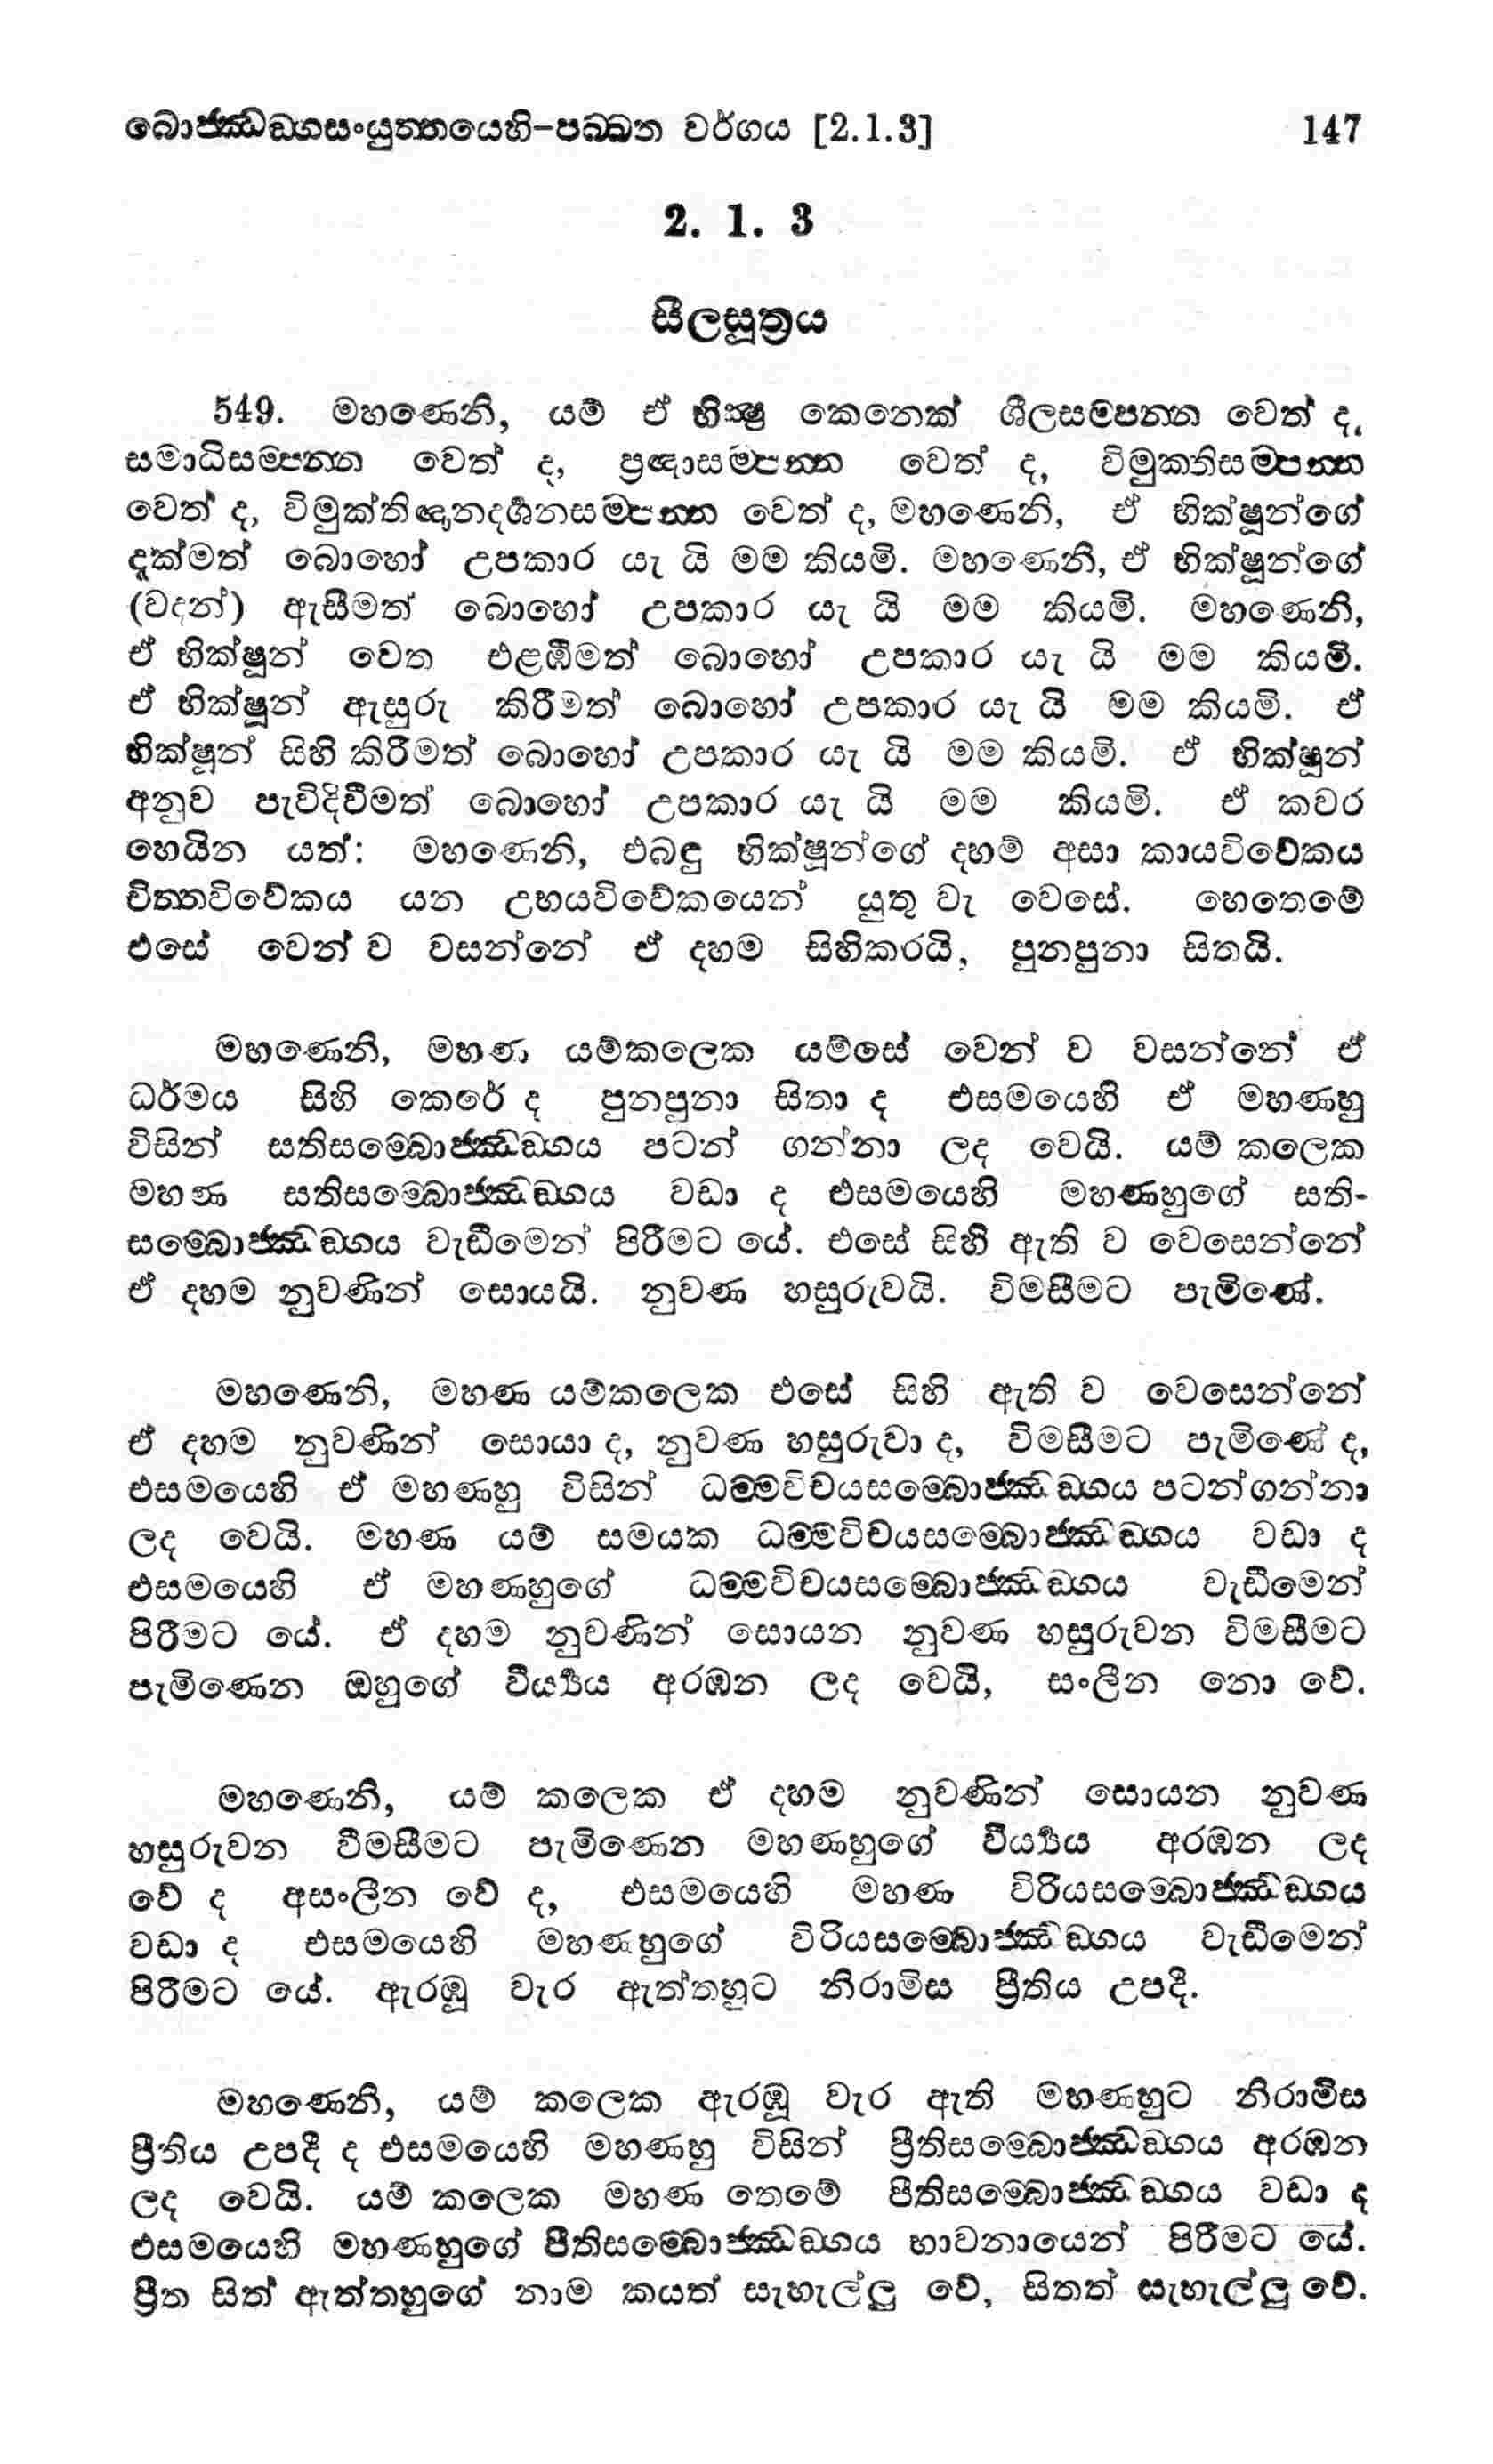 බොජ්ඣඞ්ගසංයුත්තයෙහි-පබ්බත වර්ගය [2.1.3] 147
2. 1. 3
සීලසූත්‍රය
549. මහණෙනි, යම් ඒ භික්ෂු කෙනෙක් ශීලසම්පන්න වෙත් ද,
සමාධිසම්පන්න වෙත් ද, ප්‍රඥාසම්පන්න වෙත් ද, විමුක්තිසම්පන්න
වෙත් ද, විමුක්තිඥානදර්‍ශනසම්පන්න වෙත් ද, මහණෙනි, ඒ භික්ෂූන්ගේ
දැක්මත් බොහෝ උපකාර යැ යි මම කියමි. මහණෙනි, ඒ භික්ෂූන්ගේ
(වදන්) ඇසීමත් බොහෝ උපකාර යැ යි මම කියමි. මහණෙනි,
ඒ භික්ෂූන් වෙත එළඹීමත් බොහෝ උපකාර යැ යි මම කියමි.
ඒ භික්ෂූන් ඇසුරු කිරීමත් බොහෝ උපකාර යැ යි මම කියමි. ඒ
භික්ෂූන් සිහි කිරීමත් බොහෝ උපකාර යැ යි මම කියමි. ඒ භික්ෂූන්
අනුව පැවිදිවීමත් බොහෝ උපකාර යැ යි මම කියමි. ඒ කවර
හෙයින යත්: මහණෙනි, එබඳු භික්ෂූන්ගේ දහම් අසා කායවිවේකය
චිත්තවිවේකය යන උභයවිවේකයෙන් යුතු වැ වෙසේ. හෙතෙමේ
එසේ වෙන් ව වසන්නේ ඒ දහම සිහිකරයි, පුනපුනා සිතයි.
මහණෙනි, මහණ යම්කලෙක යම්සේ වෙන් ව වසන්නේ ඒ
ධර්මය සිහි කෙරේ ද පුනපුනා සිතා ද එසමයෙහි ඒ මහණහු
විසින් සතිසම්බොජ්ඣඞ්ගය පටන් ගන්නා ලද වෙයි. යම් කලෙක
මහණ සතිසම්බොජ්ඣඞ්ගය වඩා ද එසමයෙහි මහණහුගේ සති-
සම්බොජ්ඣඞ්ගය වැඩීමෙන් පිරීමට යේ. එසේ සිහි ඇති ව වෙසෙන්නේ
ඒ දහම නුවණින් සොයයි. නුවණ හසුරුවයි. විමසීමට පැමිණේ.
මහණෙනි, මහණ යම්කලෙක එසේ සිහි ඇති ව වෙසෙන්නේ
ඒ දහම නුවණින් සොයා ද, නුවණ හසුරුවා ද, විමසීමට පැමිණේ ද,
එසමයෙහි ඒ මහණහු විසින් ධම්මවිචයසම්බොජ්ඣඞ්ගය පටන්ගන්නා
ලද වෙයි. මහණ යම් සමයක ධම්මවිචයසම්බොජ්ඣඞ්ගය වඩා ද
එසමයෙහි ඒ මහණහුගේ ධම්මවිචයසම්බොජ්ඣඞ්ගය වැඩීමෙන්
පිරීමට යේ. ඒ දහම නුවණින් සොයන නුවණ හසුරුවන විමසීමට
පැමිණෙන ඔහුගේ වීර්‍ය්‍යය අරඹන ලද වෙයි, සංලීන නො වේ.
මහණෙනි, යම් කලෙක ඒ දහම නුවණින් සොයන නුවණ
හසුරුවන වීමසීමට පැමිණෙන මහණහුගේ වීර්‍ය්‍යය අරඹන ලද
වේ ද අසංලීන වේ ද, එසමයෙහි මහණ විරියසම්බොජ්ඣඞ්ගය
වඩා ද එසමයෙහි මහණහුගේ විරියසම්බොජ්ඣඞ්ගය වැඩීමෙන්
පිරීමට යේ. ඇරඹූ වැර ඇත්තහුට නිරාමිස ප්‍රීතිය උපදී.
මහණෙනි, යම් කලෙක ඇරඹූ වැර ඇති මහණහුට නිරාමිස
ප්‍රීතිය උපදී ද එසමයෙහි මහණහු විසින් ප්‍රීතිසම්බොජ්ඣඞ්ගය අරඹන
ලද වෙයි. යම් කලෙක මහණ තෙමේ පීතිසම්බොජ්ඣඞ්ගය වඩා ද
එසමයෙහි මහණහුගේ පීතිසම්බොජ්ඣඞ්ගය භාවනායෙන් පිරීමට යේ.
ප්‍රීත සිත් ඇත්තහුගේ නාම කයත් සැහැල්ලු වේ, සිතත් සැහැල්ලු වේ.